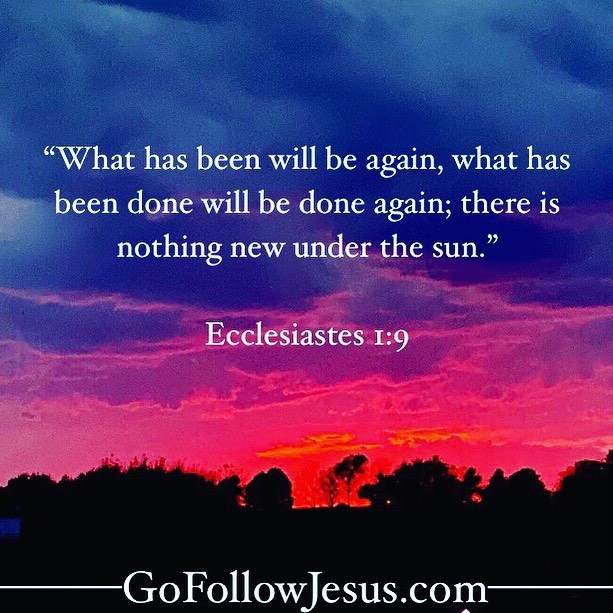 “What has been will be again, what has
been done will be done again; there is
nothing new under the sun.”
Ecclesiastes 1:9
GoFollowJesus.com